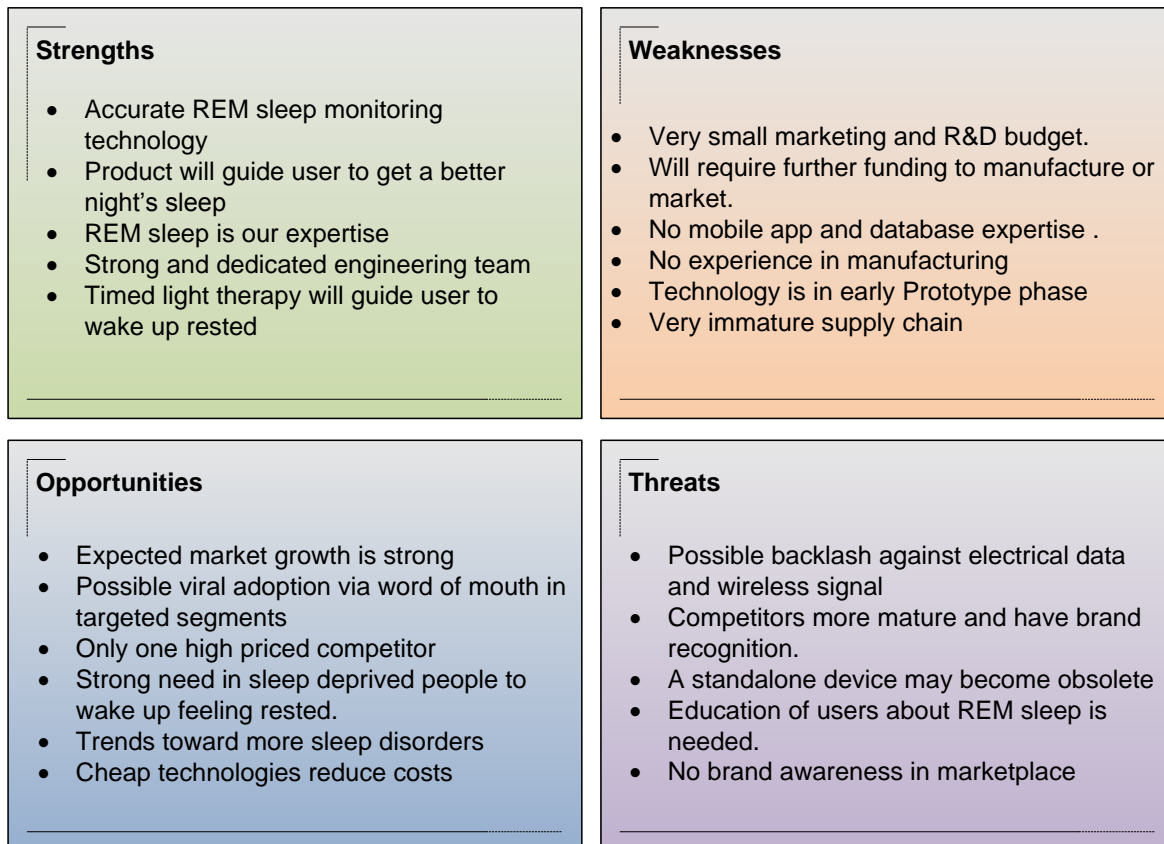 Strengths
• Accurate REM sleep monitoring
technology
• Product will guide user to get a better
night's sleep
• REM sleep is our expertise
• Strong and dedicated engineering team
• Timed light therapy will guide user to
wake up rested
Weaknesses
• Very small marketing and R&D budget.
• Will require further funding to manufacture or
market.
• No mobile app and database expertise .
• No experience in manufacturing
• Technology is in early Prototype phase
• Very immature supply chain
Opportunities
• Expected market growth is strong
• Possible viral adoption via word of mouth in
targeted segments
• Only one high priced competitor
• Strong need in sleep deprived people to
wake up feeling rested.
• Trends toward more sleep disorders
• Cheap technologies reduce costs
Threats
• Possible backlash against electrical data
and wireless signal
• Competitors more mature and have brand
recognition.
• A standalone device may become obsolete
• Education of users about REM sleep is
needed.
• No brand awareness in marketplace